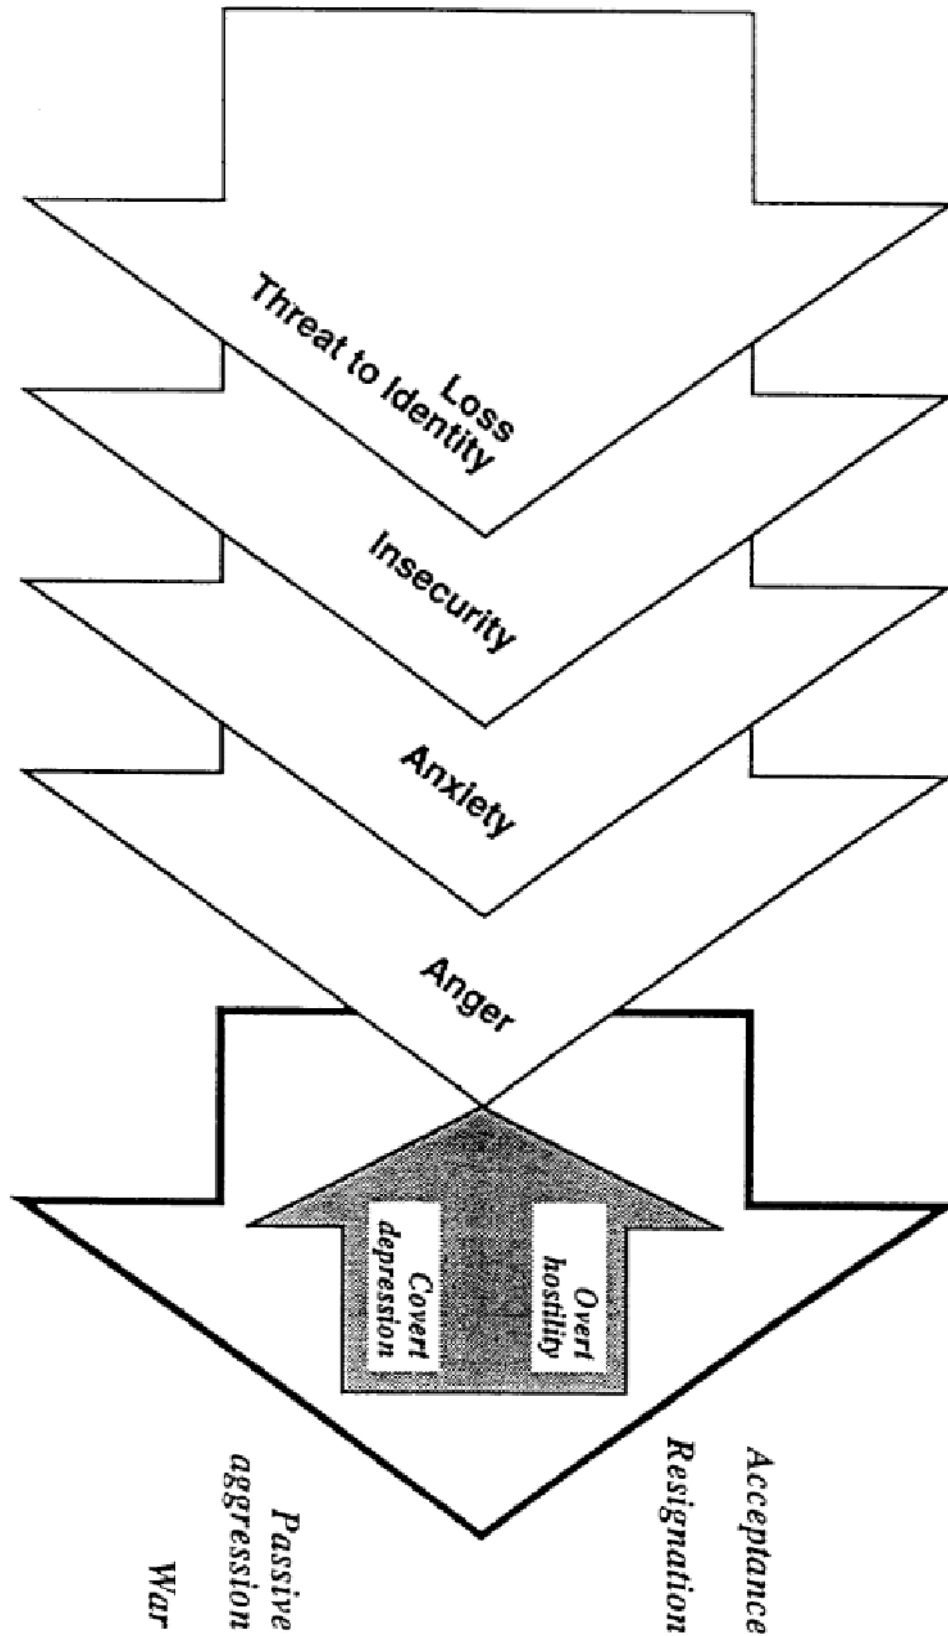 Loss
Threat to Identity
Insecurity
Anxiety
Anger
Overt
hostility
Covert
depression
Acceptance
Resignation
Passive
aggression
War